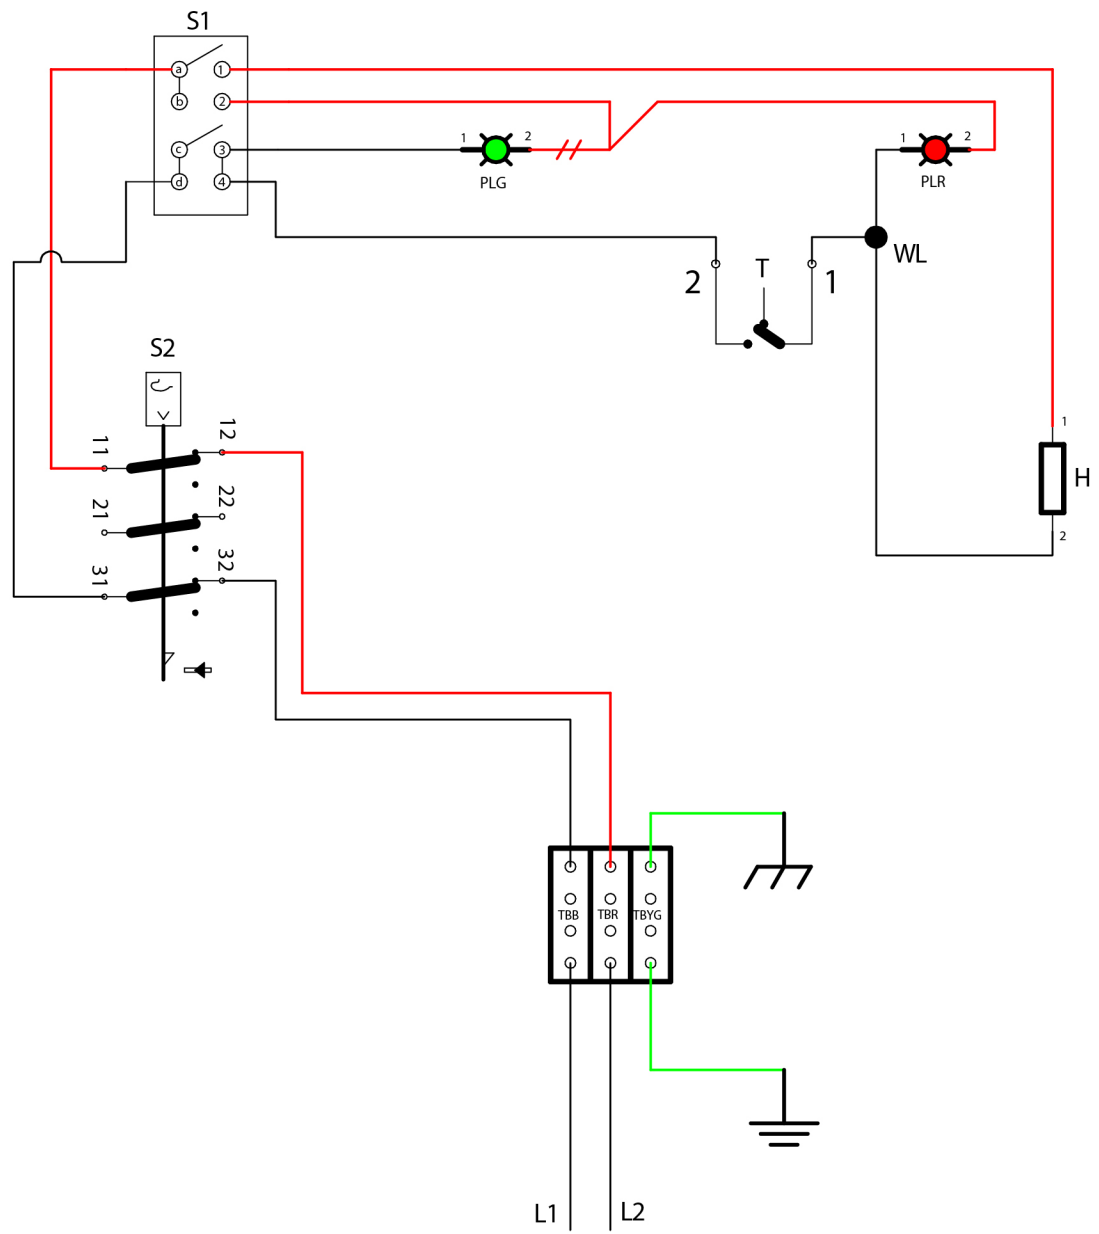 S1
a 1
b 2
c 3
d 4
1 2
PLG
1 2
PLR
WL
2 T 1
S2
11 12
21 22
31 32
1
H
2
TBB TBR TBYG
L1 L2